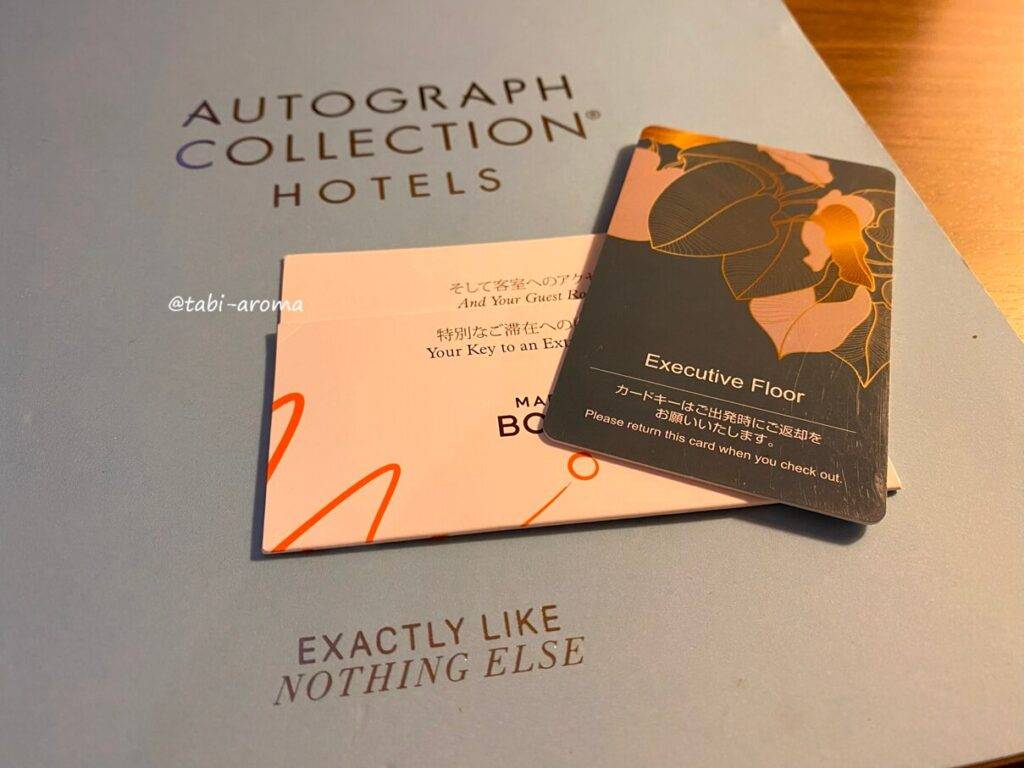 AUTOGRAPH
COLLECTION®
HOTELS
@tabi-aroma
そして客室へのアク
And Your Guest
特別なご滞在への
Your Key to an
BO
Executive Floor
カードキーはご出発時にご返却を
お願いいたします。
Please return this card when you check out.
EXACTLY LIKE
NOTHING ELSE